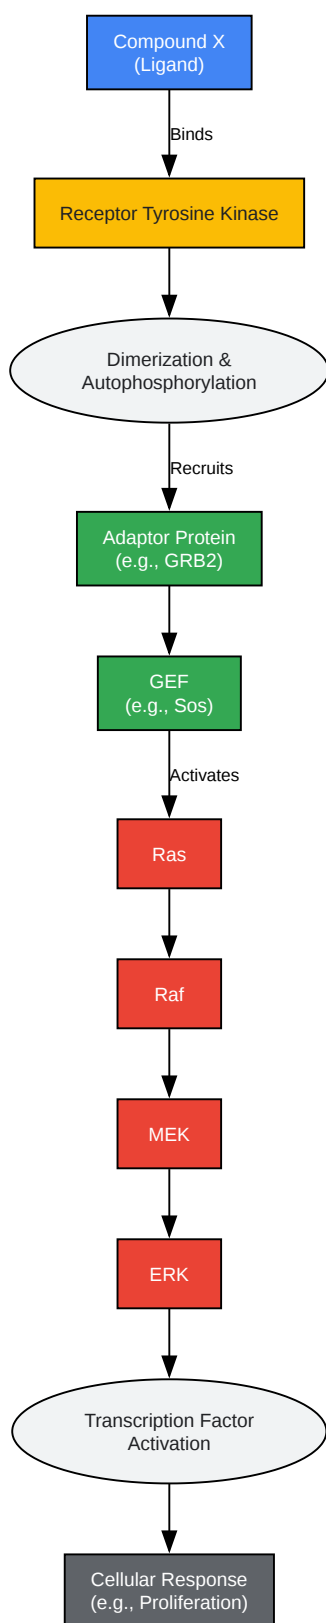 Compound X
(Ligand)
Binds
Receptor Tyrosine Kinase
Dimerization &
Autophosphorylation
Recruits
Adaptor Protein
(e.g., GRB2)
GEF
(e.g., Sos)
Activates
Ras
Raf
MEK
ERK
Transcription Factor
Activation
Cellular Response
(e.g., Proliferation)